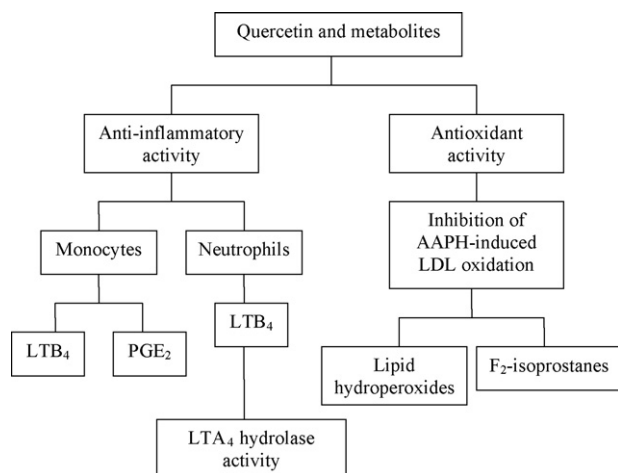 Quercetin and metabolites
Anti-inflammatory
activity
Antioxidant
activity
Monocytes
Neutrophils
Inhibition of
AAPH-induced
LDL oxidation
LTB₄
PGE₂
LTB₄
Lipid
hydroperoxides
F₂-isoprostanes
LTA₄ hydrolase
activity